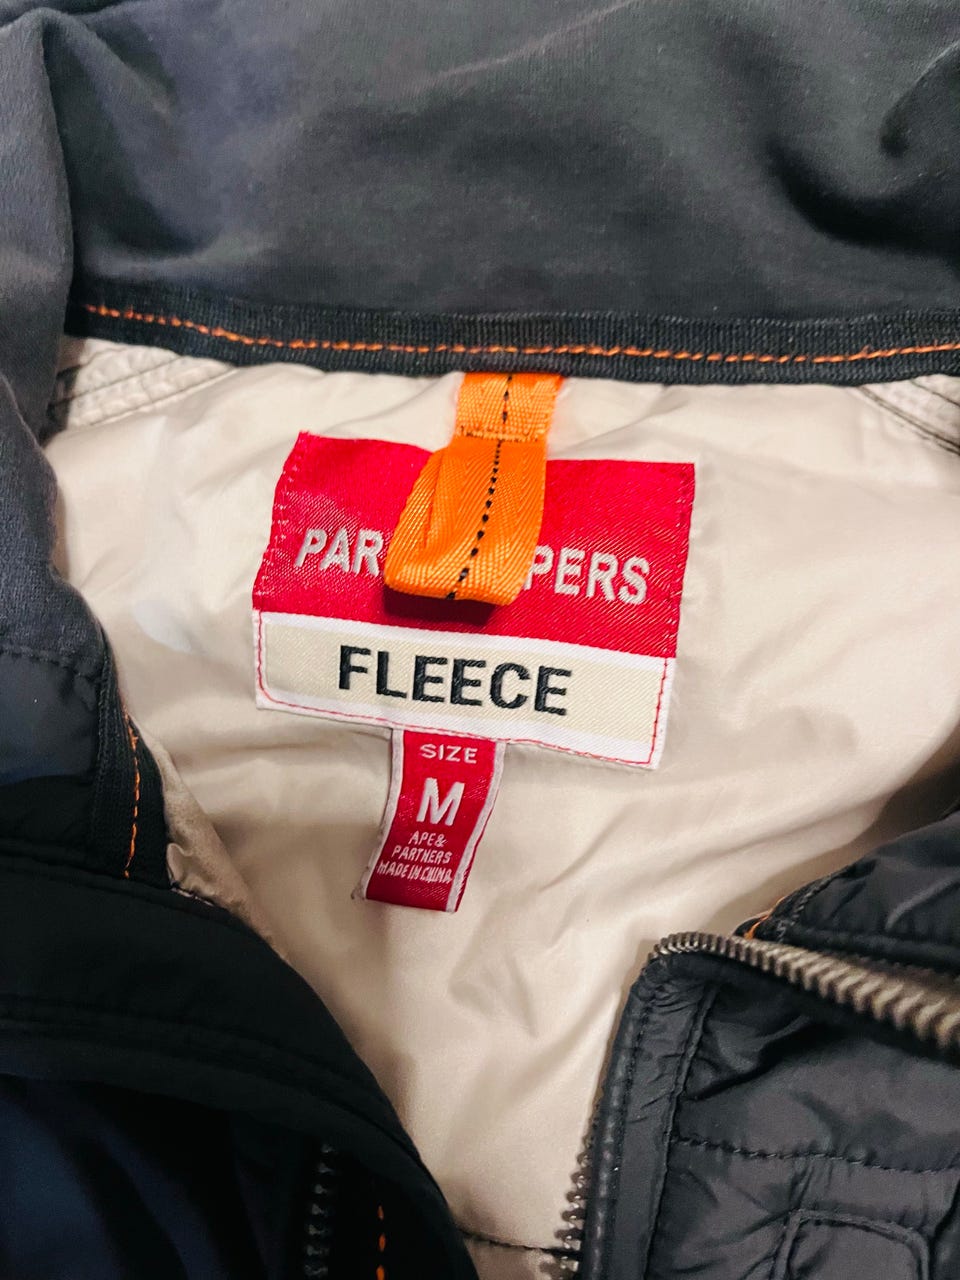 PAR PERS
FLEECE
SIZE
M
APE&
PARTNERS
MADE IN CHINA